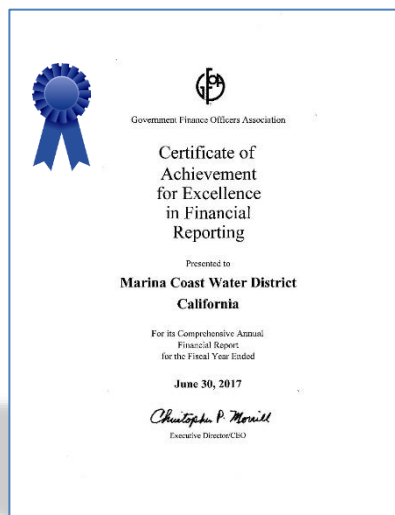 GFOA
Government Finance Officers Association
Certificate of
Achievement
for Excellence
in Financial
Reporting
Presented to
Marina Coast Water District
California
For its Comprehensive Annual
Financial Report
for the Fiscal Year Ended
June 30, 2017
Christopher P. Morrill
Executive Director/CEO